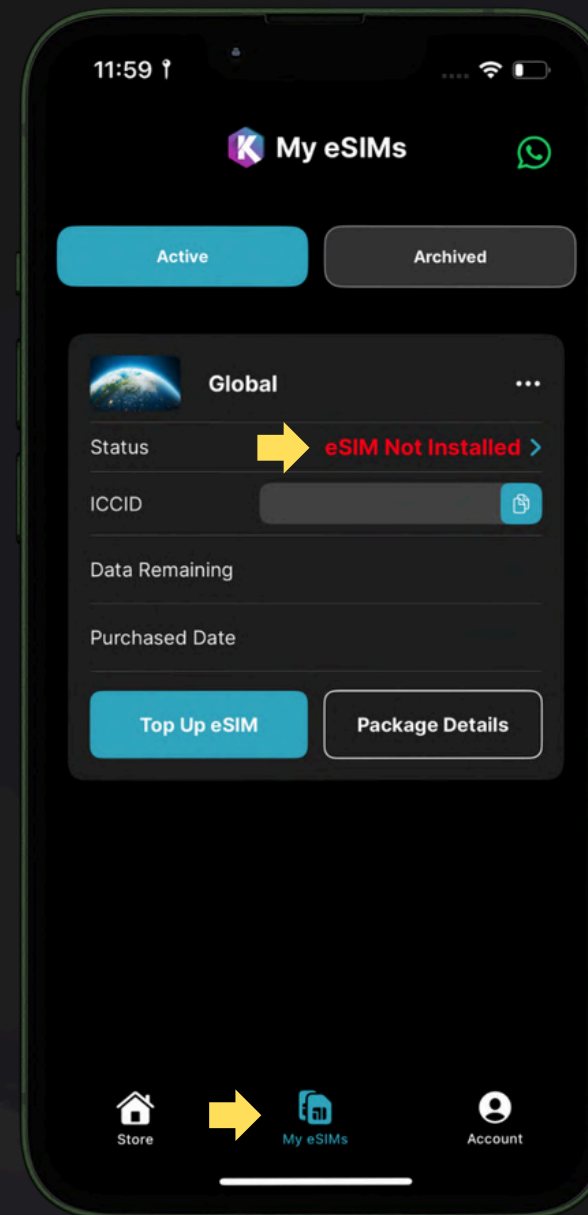 11:59
My eSIMs
Active
Archived
Global
Status
eSIM Not Installed
ICCID
Data Remaining
Purchased Date
Top Up eSIM
Package Details
Store
My eSIMs
Account